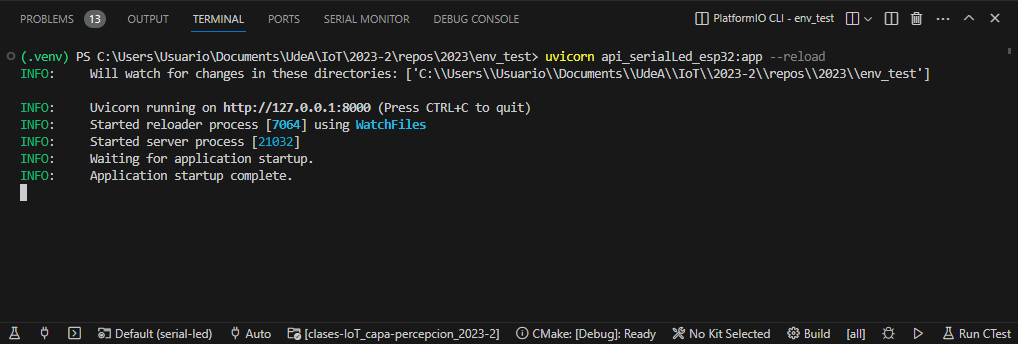 PROBLEMS 13 OUTPUT TERMINAL PORTS SERIAL MONITOR DEBUG CONSOLE PlatformIO CLI - env_test
(.venv) PS C:\Users\Usuario\Documents\UdeA\IoT\2023-2\repos\2023\env_test> uvicorn api_serialLed_esp32:app --reload
INFO: Will watch for changes in these directories: ['C:\\Users\\Usuario\\Documents\\UdeA\\IoT\\2023-2\\repos\\2023\\env_test']
INFO: Uvicorn running on http://127.0.0.1:8000 (Press CTRL+C to quit)
INFO: Started reloader process [7064] using WatchFiles
INFO: Started server process [21032]
INFO: Waiting for application startup.
INFO: Application startup complete.
Default (serial-led) Auto [clases-IoT_capa-percepcion_2023-2] CMake: [Debug]: Ready No Kit Selected Build [all] Run CTest